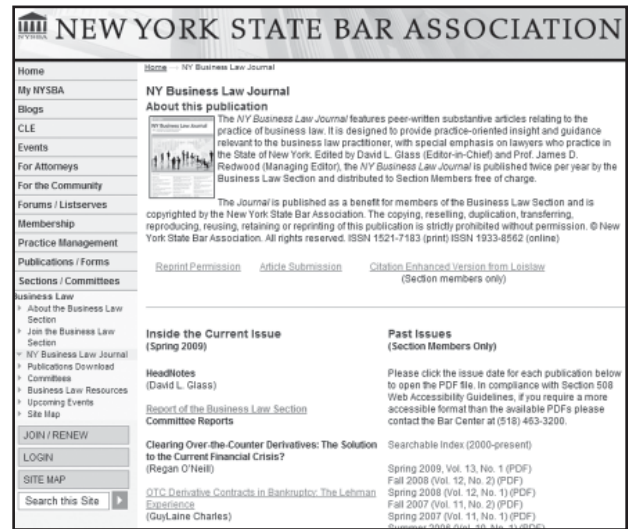 NEW YORK STATE BAR ASSOCIATION
NYSBA
Home
My NYSBA
Blogs
CLE
Events
For Attorneys
For the Community
Forums / Listserves
Membership
Practice Management
Publications / Forms
Sections / Committees
Business Law
About the Business Law
Section
Join the Business Law
Section
NY Business Law Journal
Publications Download
Committees
Business Law Resources
Upcoming Events
Site Map
JOIN / RENEW
LOGIN
SITE MAP
Search this Site
Home → NY Business Law Journal
NY Business Law Journal
About this publication
NY Business Law Journal
The NY Business Law Journal features peer-written substantive articles relating to the
practice of business law. It is designed to provide practice-oriented insight and guidance
relevant to the business law practitioner, with special emphasis on lawyers who practice in
the State of New York. Edited by David L. Glass (Editor-in-Chief) and Prof. James D.
Redwood (Managing Editor), the NY Business Law Journal is published twice per year by the
Business Law Section and distributed to Section Members free of charge.
The Journal is published as a benefit for members of the Business Law Section and is
copyrighted by the New York State Bar Association. The copying, reselling, duplication, transferring,
reproducing, reusing, retaining or reprinting of this publication is strictly prohibited without permission. © New
York State Bar Association. All rights reserved. ISSN 1521-7183 (print) ISSN 1933-8562 (online)
Reprint Permission Article Submission Citation Enhanced Version from Loislaw
(Section members only)
Inside the Current Issue
(Spring 2009)
HeadNotes
(David L. Glass)
Report of the Business Law Section
Committee Reports
Clearing Over-the-Counter Derivatives: The Solution
to the Current Financial Crisis?
(Regan O'Neill)
OTC Derivative Contracts in Bankruptcy: The Lehman
Experience
(GuyLaine Charles)
Past Issues
(Section Members Only)
Please click the issue date for each publication below
to open the PDF file. In compliance with Section 508
Web Accessibility Guidelines, if you require a more
accessible format than the available PDFs please
contact the Bar Center at (518) 463-3200.
Searchable Index (2000-present)
Spring 2009, Vol. 13, No. 1 (PDF)
Fall 2008 (Vol. 12, No. 2) (PDF)
Spring 2008 (Vol. 12, No. 1) (PDF)
Fall 2007 (Vol. 11, No. 2) (PDF)
Spring 2007 (Vol. 11, No. 1) (PDF)
Summer 2006 (Vol. 10, No. 1) (PDF)